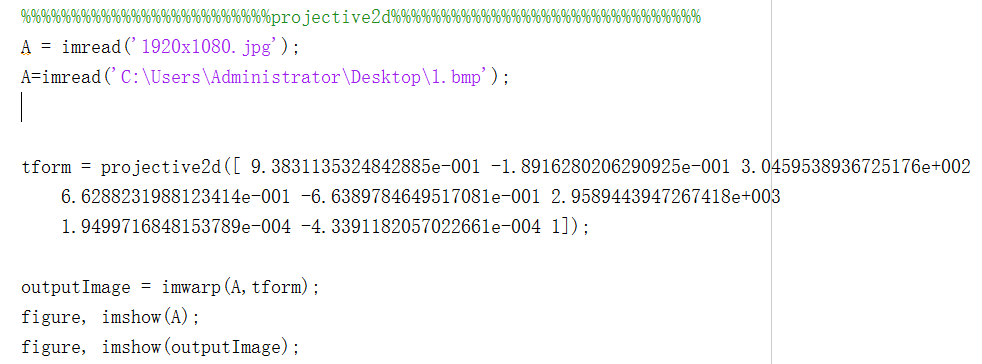 %%%%%%%%%%%%%%%%%%%%%%%%%projective2d%%%%%%%%%%%%%%%%%%%%%%%%%%%%%%%
A = imread('1920x1080.jpg');
A=imread('C:\Users\Administrator\Desktop\1.bmp');
tform = projective2d([ 9.3831135324842885e-001 -1.8916280206290925e-001 3.0459538936725176e+002
6.6288231988123414e-001 -6.6389784649517081e-001 2.9589443947267418e+003
1.9499716848153789e-004 -4.3391182057022661e-004 1]);
outputImage = imwarp(A,tform);
figure, imshow(A);
figure, imshow(outputImage);